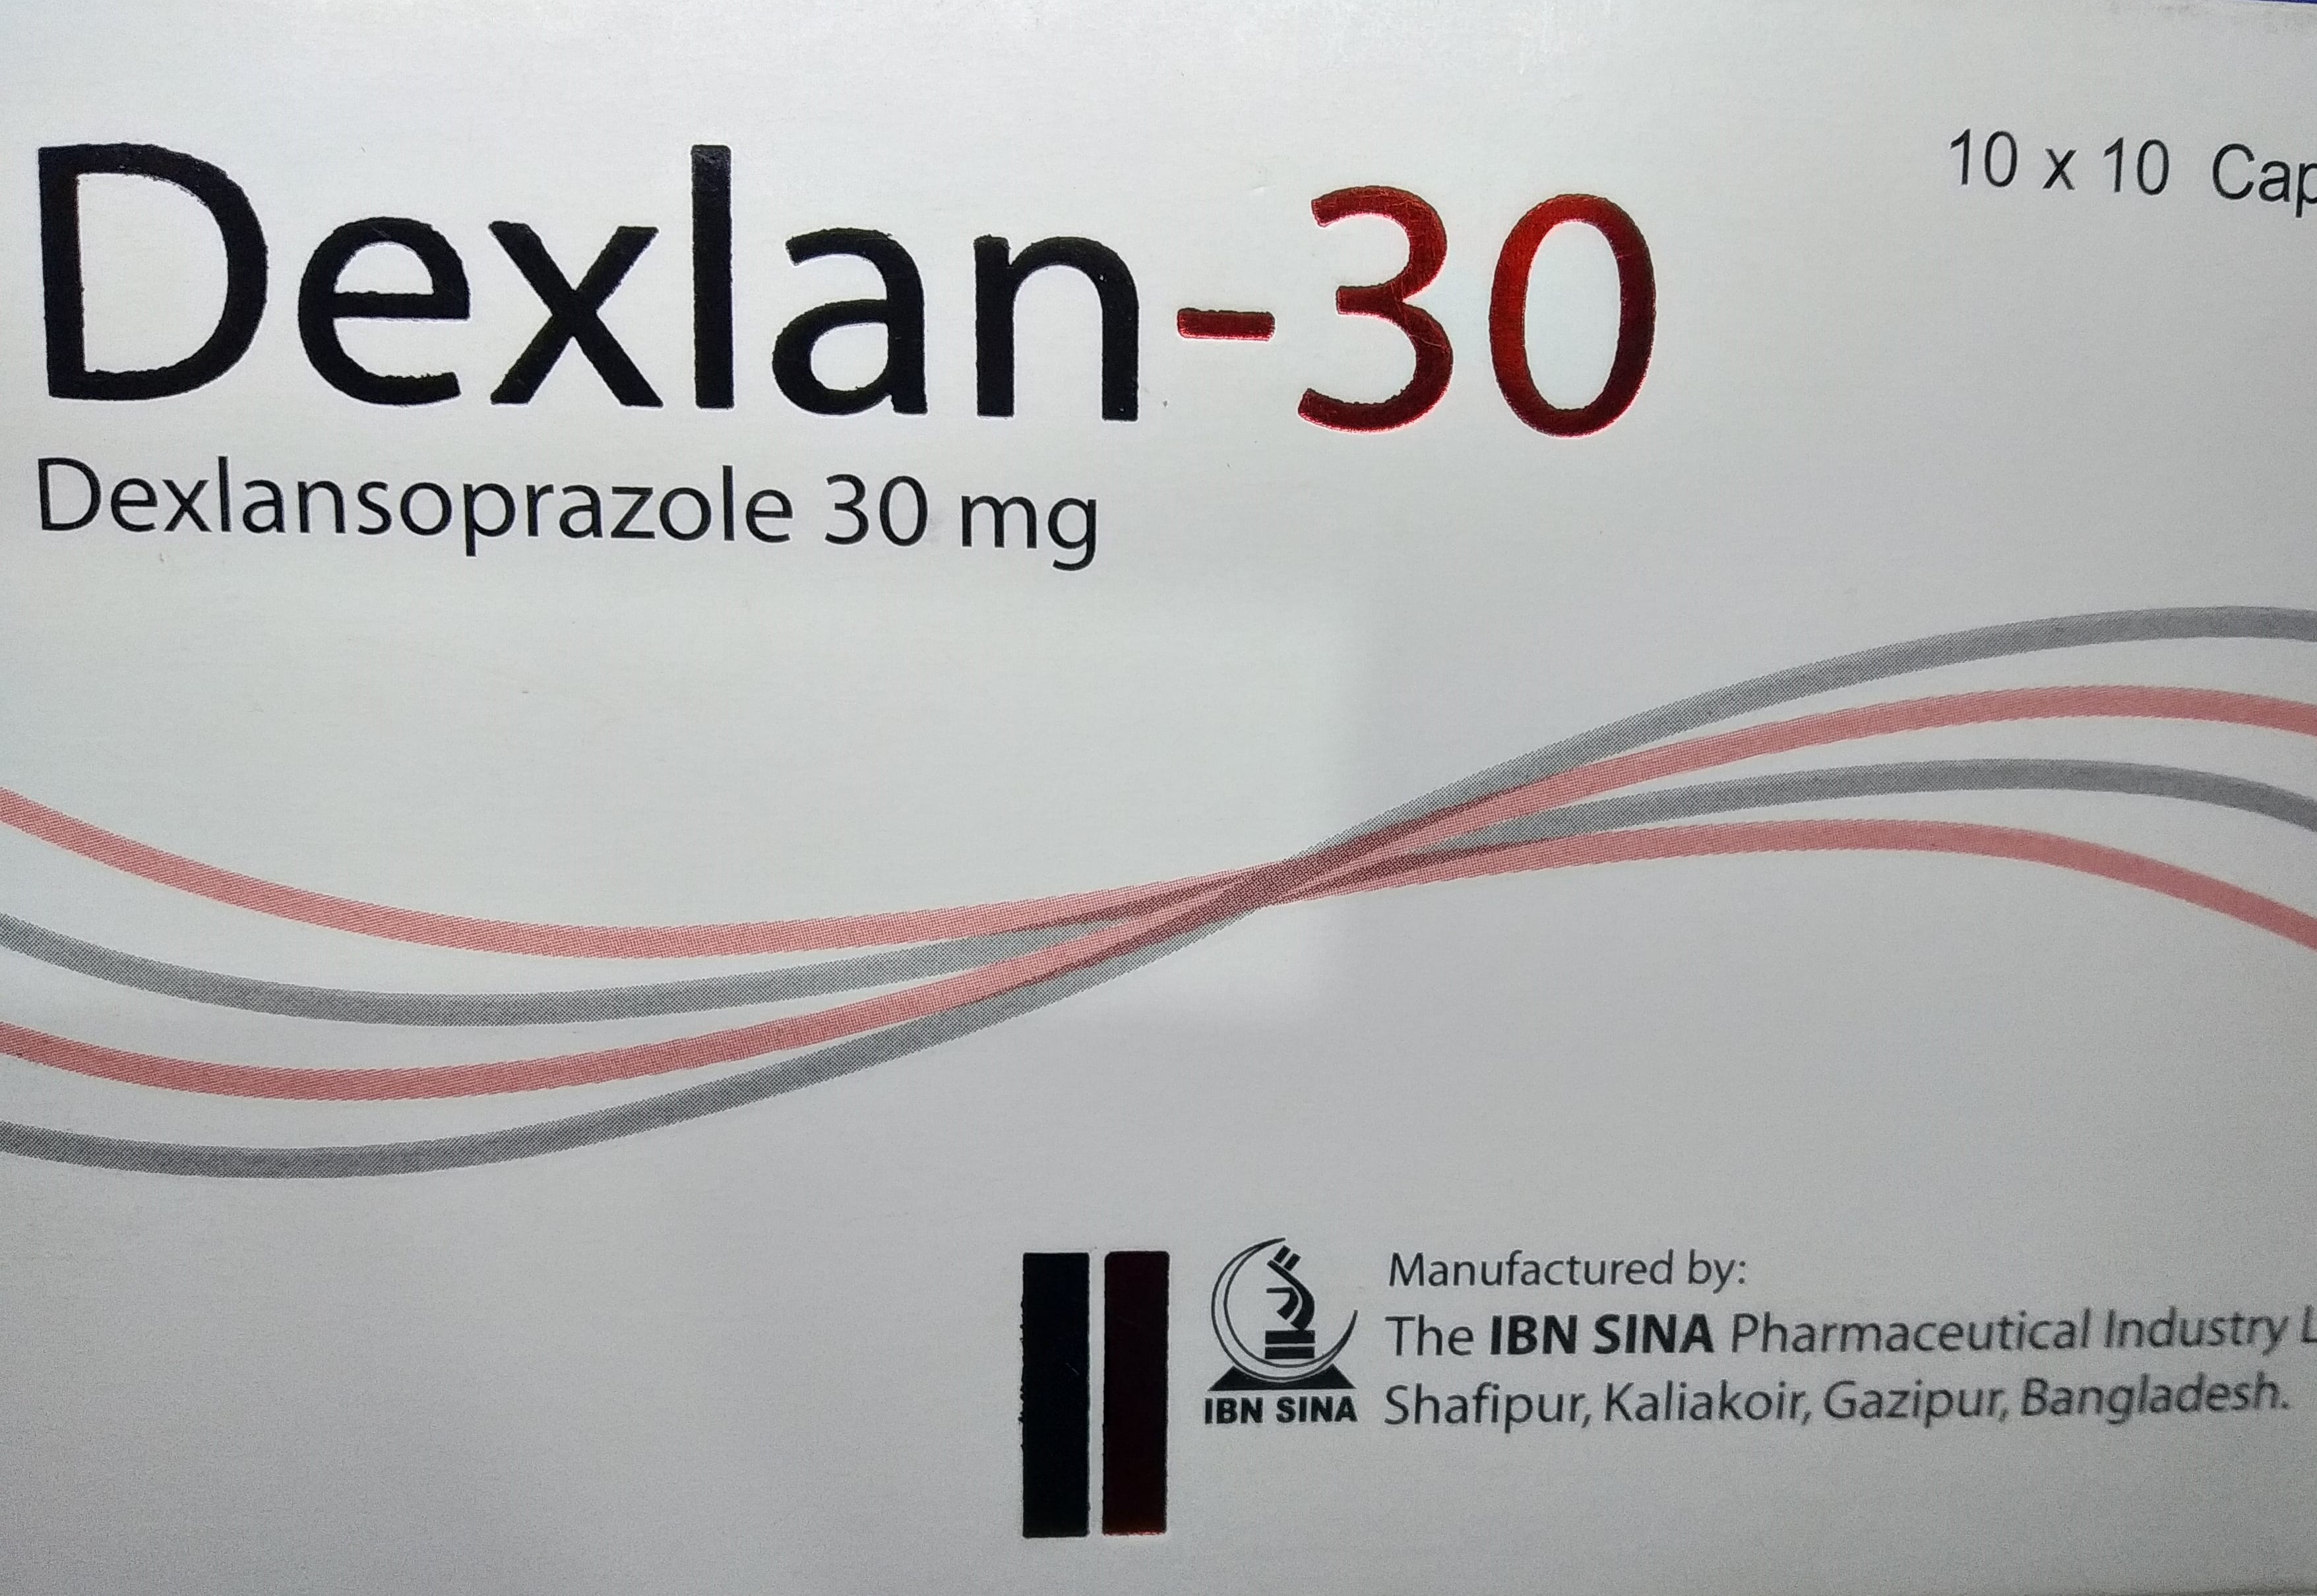 Dexlan-30
10 x 10 Cap
Dexlansoprazole 30 mg
Manufactured by:
The IBN SINA Pharmaceutical Industry L
Shafipur, Kaliakoir, Gazipur, Bangladesh.
IBN SINA